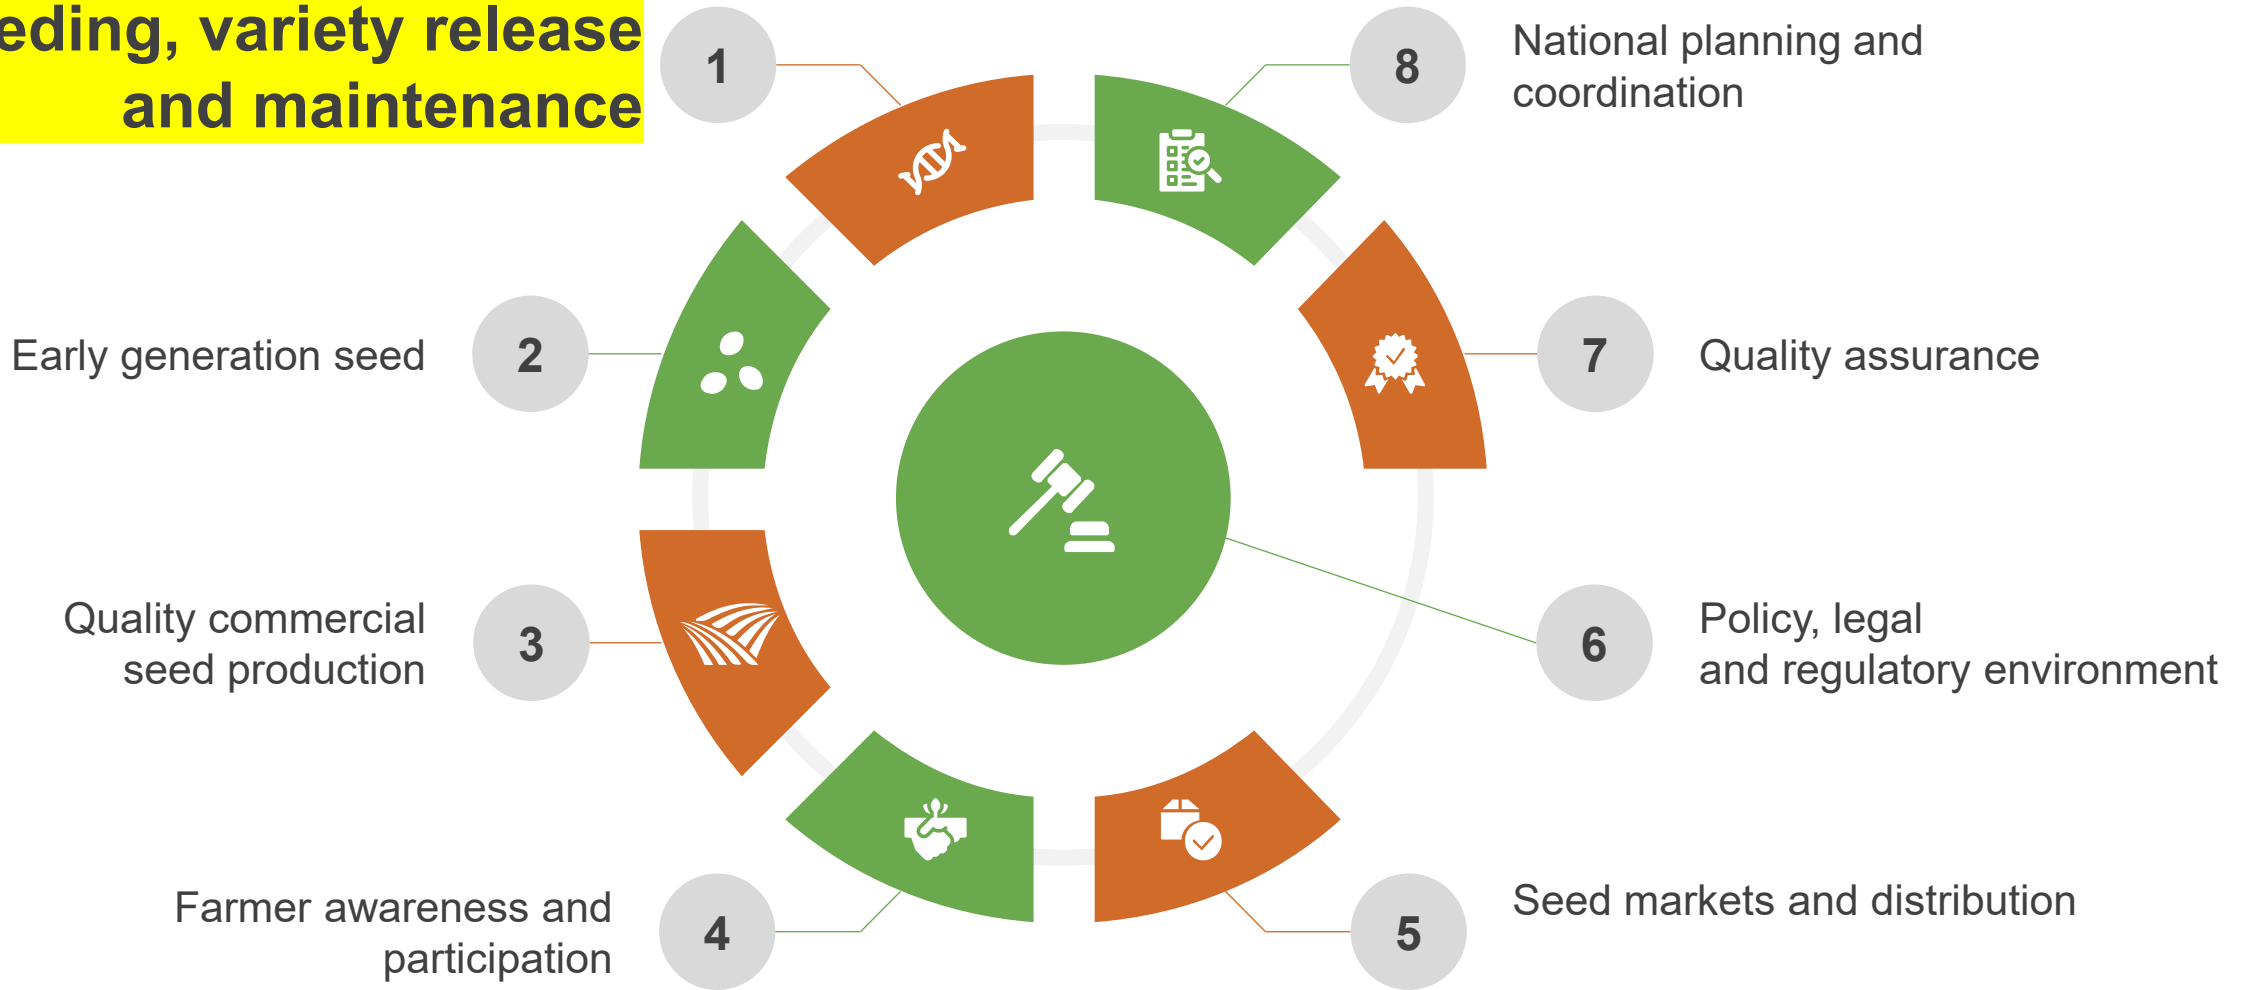 eding, variety release
and maintenance
1
8
National planning and
coordination
Early generation seed
2
7
Quality assurance
Quality commercial
seed production
3
6
Policy, legal
and regulatory environment
Farmer awareness and
participation
4
5
Seed markets and distribution